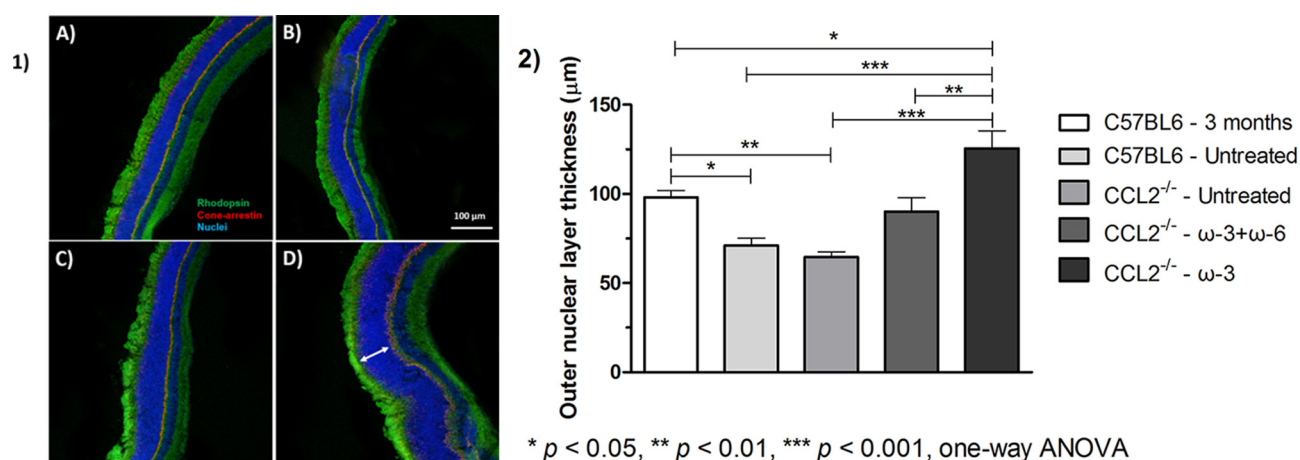 1)
A)
B)
Rhodopsin
Cone-arrestin
Nuclei
100 µm
C)
D)
2)
Outer nuclear layer thickness (µm)
150
100
50
0
*
***
**
***
**
*
C57BL6 - 3 months
C57BL6 - Untreated
CCL2⁻/⁻ - Untreated
CCL2⁻/⁻ - ω-3+ω-6
CCL2⁻/⁻ - ω-3
* p < 0.05, ** p < 0.01, *** p < 0.001, one-way ANOVA